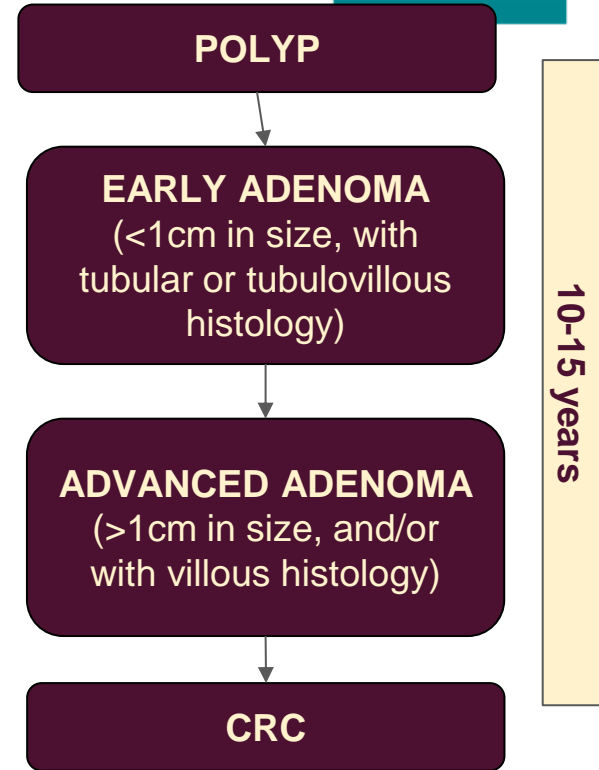 POLYP
EARLY ADENOMA
(<1cm in size, with
tubular or tubulovillous
histology)
ADVANCED ADENOMA
(>1cm in size, and/or
with villous histology)
CRC
10-15 years